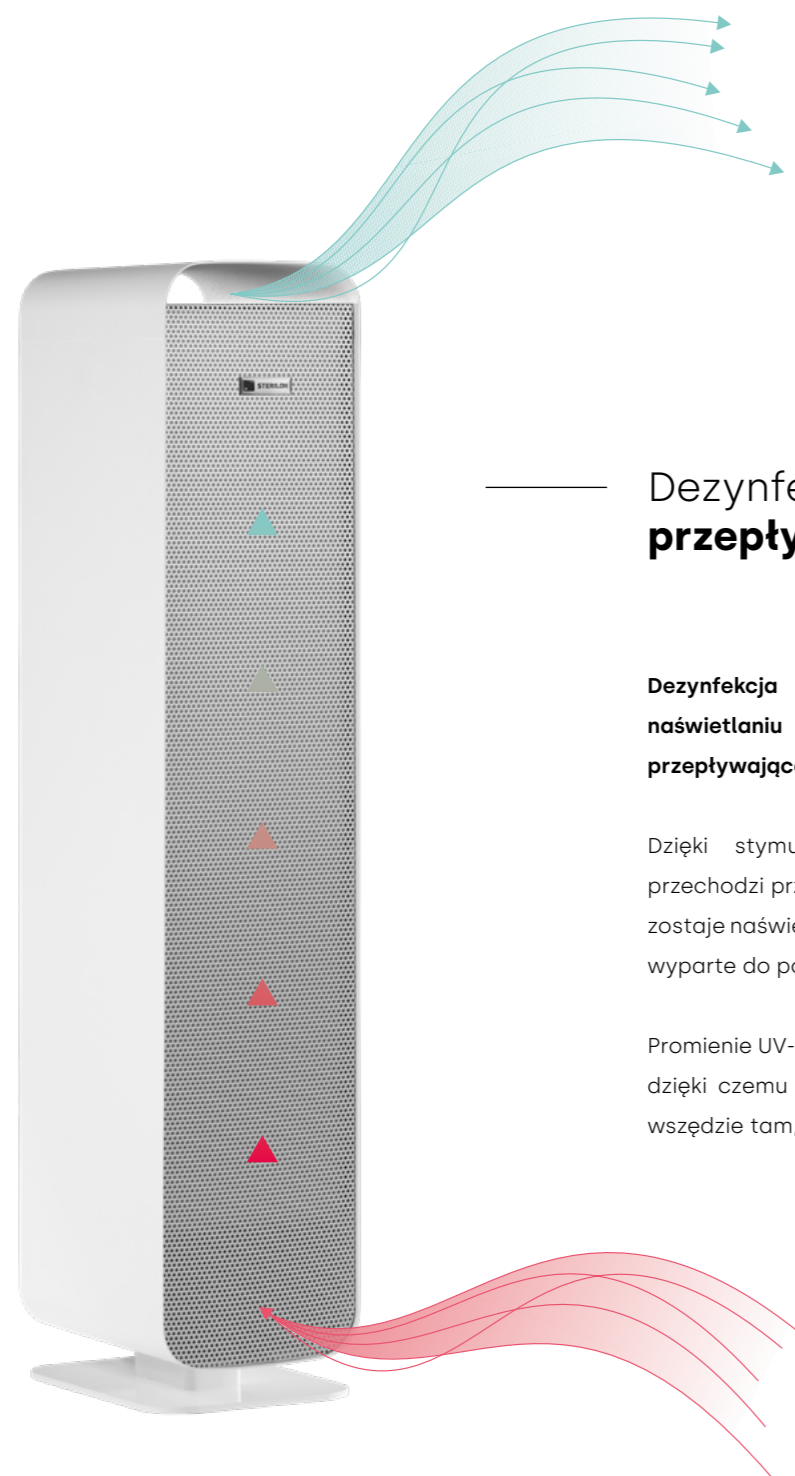 STERILON
Dezynfe
przepły
Dezynfekcja
naświetlaniu
przepływając
Dzięki stymu
przechodzi prz
zostaje naświe
wyparte do po
Promienie UV-
dzięki czemu
wszędzie tam,